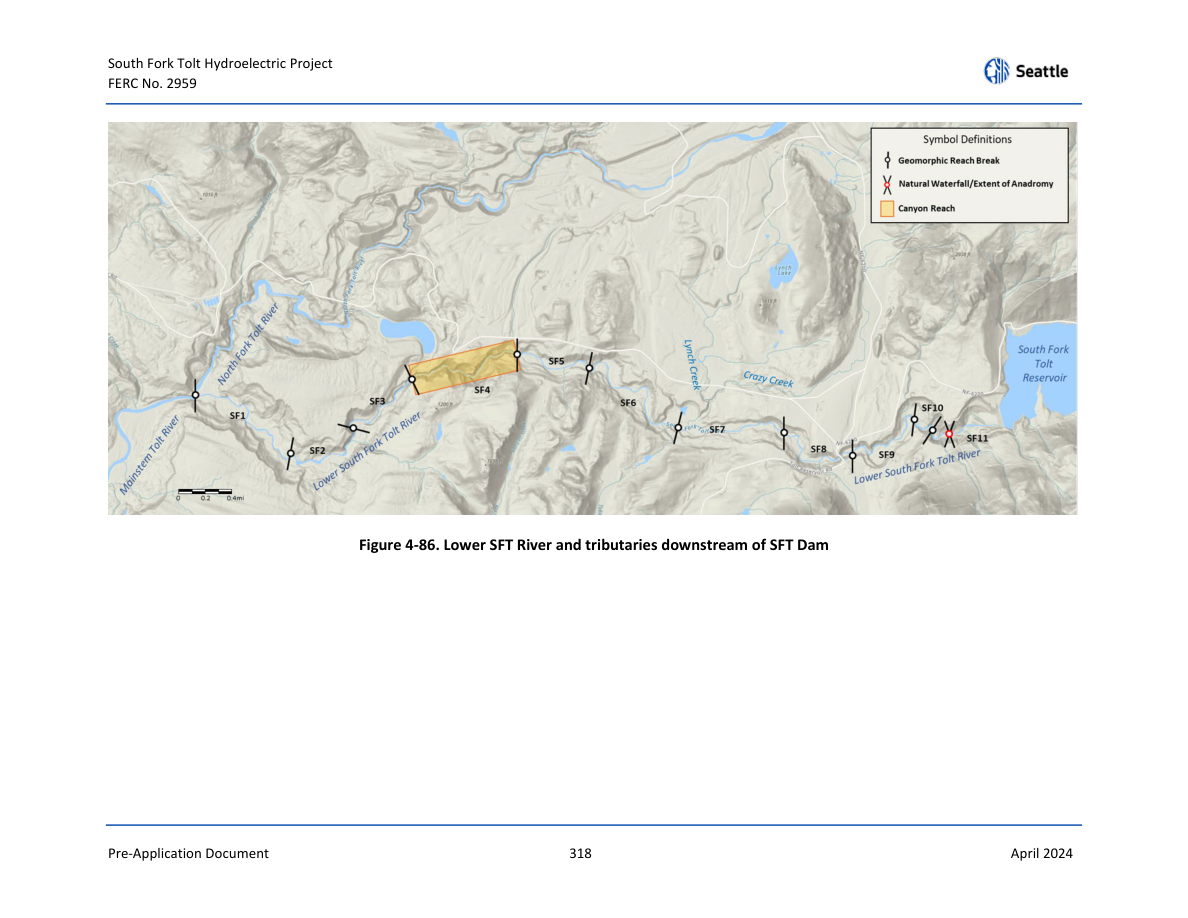 South Fork Tolt Hydroelectric Project
FERC No. 2959
Seattle
Symbol Definitions
Geomorphic Reach Break
Natural Waterfall/Extent of Anadromy
Canyon Reach
Lynch
Lake
North Fork Tolt River
South Fork
Tolt
Reservoir
Lynch Creek
Crazy Creek
SF5
SF4
SF3
SF6
SF1
SF2
SF7
SF8
SF9
SF10
SF11
Mainstem Tolt River
Lower South Fork Tolt River
Lower South Fork Tolt River
0 0.2 0.4mi
Figure 4-86. Lower SFT River and tributaries downstream of SFT Dam
Pre-Application Document
318
April 2024